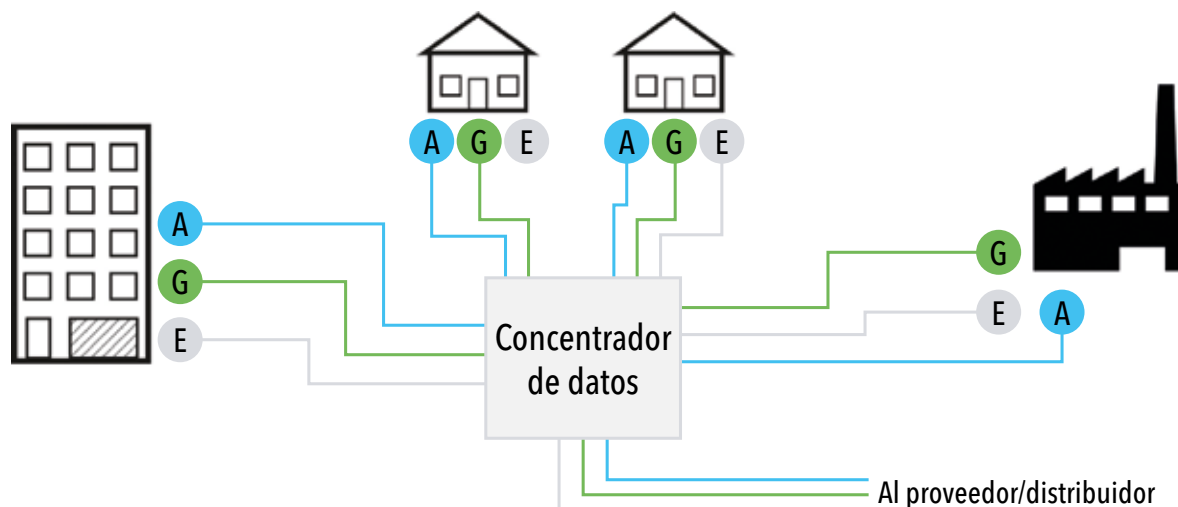 A G E
A G E
A
G
E
G
E A
Concentrador
de datos
Al proveedor/distribuidor